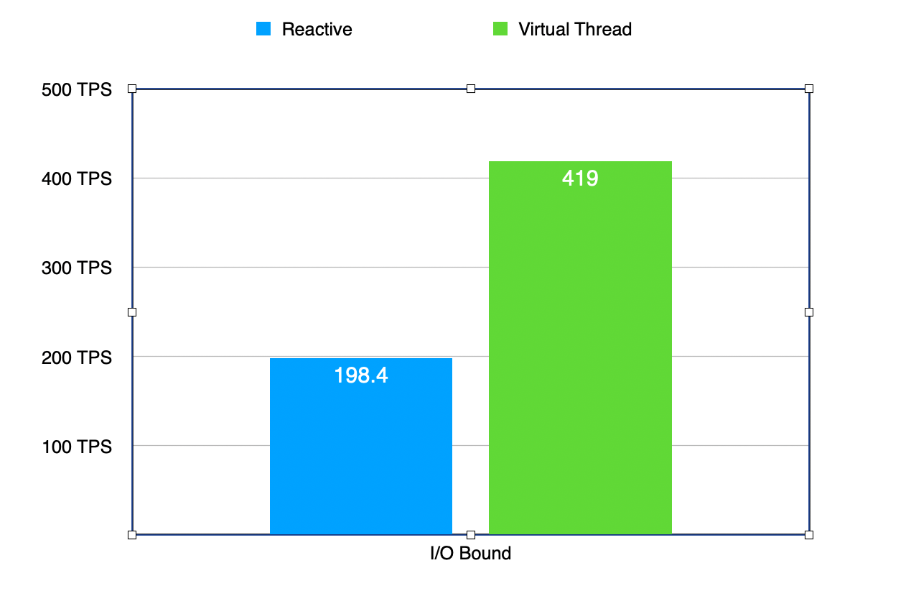 Reactive
Virtual Thread
500 TPS
400 TPS
300 TPS
200 TPS
100 TPS
419
198.4
I/O Bound